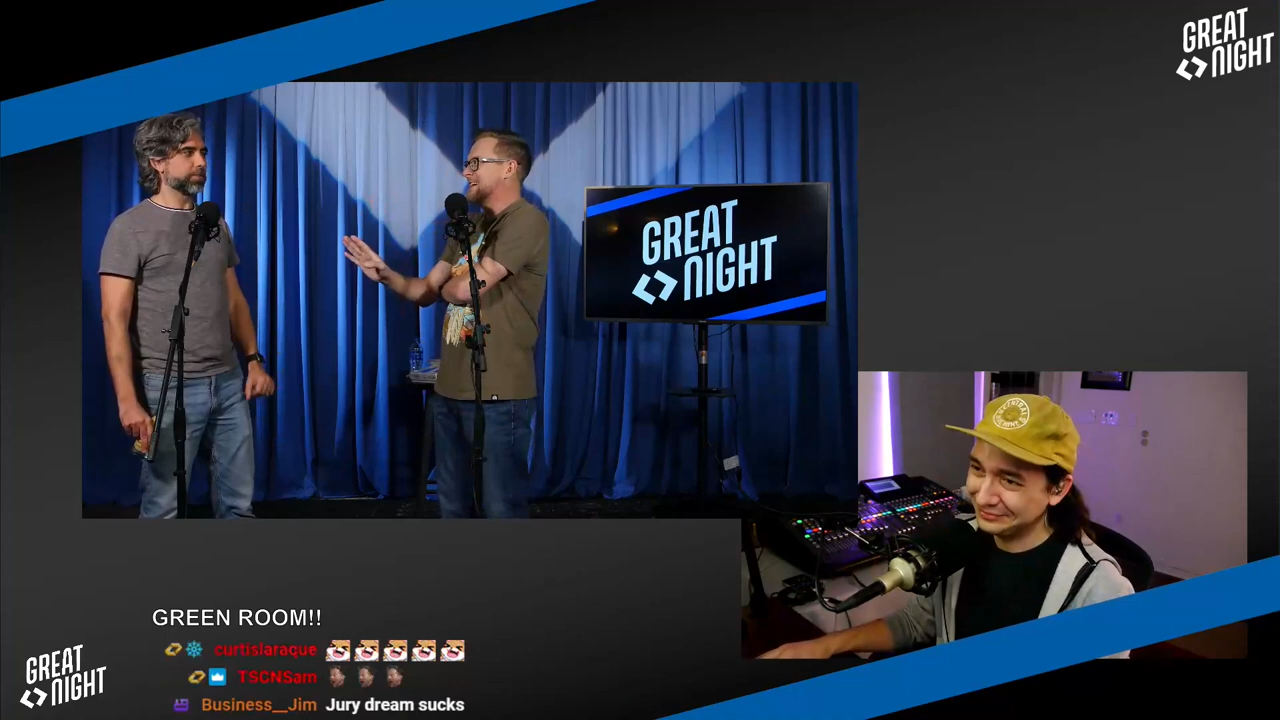 GREAT
NIGHT
GREAT
NIGHT
GREEN ROOM!!
curtislaraque
TSCNSam
Business__Jim Jury dream sucks
GREAT
NIGHT